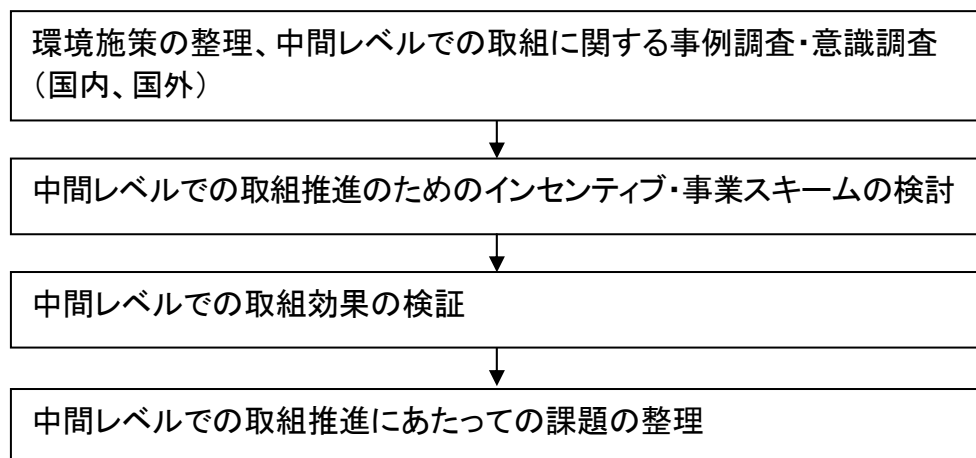 環境施策の整理、中間レベルでの取組に関する事例調査・意識調査
（国内、国外）
中間レベルでの取組推進のためのインセンティブ・事業スキームの検討
中間レベルでの取組効果の検証
中間レベルでの取組推進にあたっての課題の整理